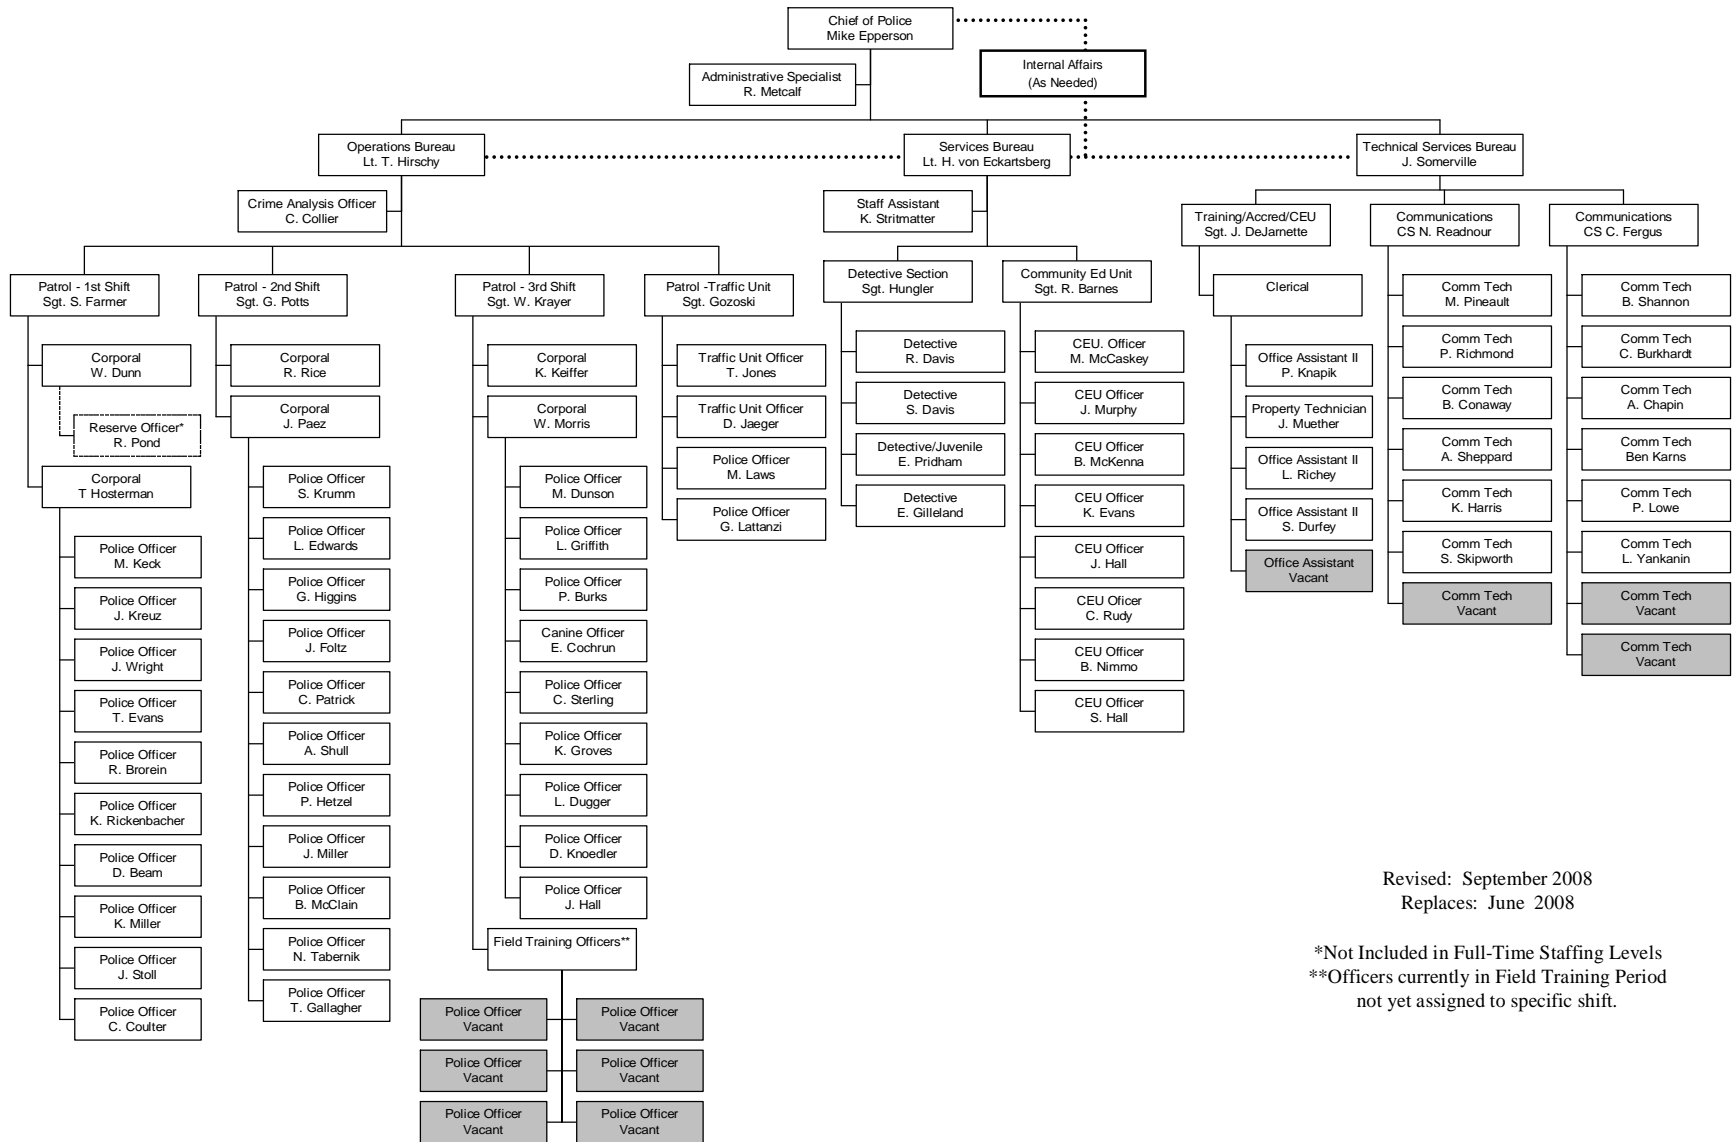 Chief of Police
Mike Epperson
Internal Affairs
(As Needed)
Administrative Specialist
R. Metcalf
Operations Bureau
Lt. T. Hirschy
Services Bureau
Lt. H. von Eckartsberg
Technical Services Bureau
J. Somerville
Crime Analysis Officer
C. Collier
Staff Assistant
K. Stritmatter
Training/Accred/CEU
Sgt. J. DeJarnette
Communications
CS N. Readnour
Communications
CS C. Fergus
Patrol - 1st Shift
Sgt. S. Farmer
Corporal
W. Dunn
Reserve Officer*
R. Pond
Corporal
T Hosterman
Police Officer
M. Keck
Police Officer
J. Kreuz
Police Officer
J. Wright
Police Officer
T. Evans
Police Officer
R. Brorein
Police Officer
K. Rickenbacher
Police Officer
D. Beam
Police Officer
K. Miller
Police Officer
J. Stoll
Police Officer
C. Coulter
Patrol - 2nd Shift
Sgt. G. Potts
Corporal
R. Rice
Corporal
J. Paez
Police Officer
S. Krumm
Police Officer
L. Edwards
Police Officer
G. Higgins
Police Officer
J. Foltz
Police Officer
C. Patrick
Police Officer
A. Shull
Police Officer
P. Hetzel
Police Officer
J. Miller
Police Officer
B. McClain
Police Officer
N. Tabernik
Police Officer
T. Gallagher
Patrol - 3rd Shift
Sgt. W. Krayer
Corporal
K. Keiffer
Corporal
W. Morris
Police Officer
M. Dunson
Police Officer
L. Griffith
Police Officer
P. Burks
Canine Officer
E. Cochrun
Police Officer
C. Sterling
Police Officer
K. Groves
Police Officer
L. Dugger
Police Officer
D. Knoedler
Police Officer
J. Hall
Field Training Officers**
Police Officer
Vacant
Police Officer
Vacant
Police Officer
Vacant
Police Officer
Vacant
Police Officer
Vacant
Police Officer
Vacant
Patrol -Traffic Unit
Sgt. Gozoski
Traffic Unit Officer
T. Jones
Traffic Unit Officer
D. Jaeger
Police Officer
M. Laws
Police Officer
G. Lattanzi
Detective Section
Sgt. Hungler
Detective
R. Davis
Detective
S. Davis
Detective/Juvenile
E. Pridham
Detective
E. Gilleland
Community Ed Unit
Sgt. R. Barnes
CEU. Officer
M. McCaskey
CEU Officer
J. Murphy
CEU Officer
B. McKenna
CEU Officer
K. Evans
CEU Officer
J. Hall
CEU Oficer
C. Rudy
CEU Officer
B. Nimmo
CEU Officer
S. Hall
Clerical
Office Assistant II
P. Knapik
Property Technician
J. Muether
Office Assistant II
L. Richey
Office Assistant II
S. Durfey
Office Assistant
Vacant
Comm Tech
M. Pineault
Comm Tech
P. Richmond
Comm Tech
B. Conaway
Comm Tech
A. Sheppard
Comm Tech
K. Harris
Comm Tech
S. Skipworth
Comm Tech
Vacant
Comm Tech
B. Shannon
Comm Tech
C. Burkhardt
Comm Tech
A. Chapin
Comm Tech
Ben Karns
Comm Tech
P. Lowe
Comm Tech
L. Yankanin
Comm Tech
Vacant
Comm Tech
Vacant
Revised: September 2008
Replaces: June 2008
*Not Included in Full-Time Staffing Levels
**Officers currently in Field Training Period
not yet assigned to specific shift.